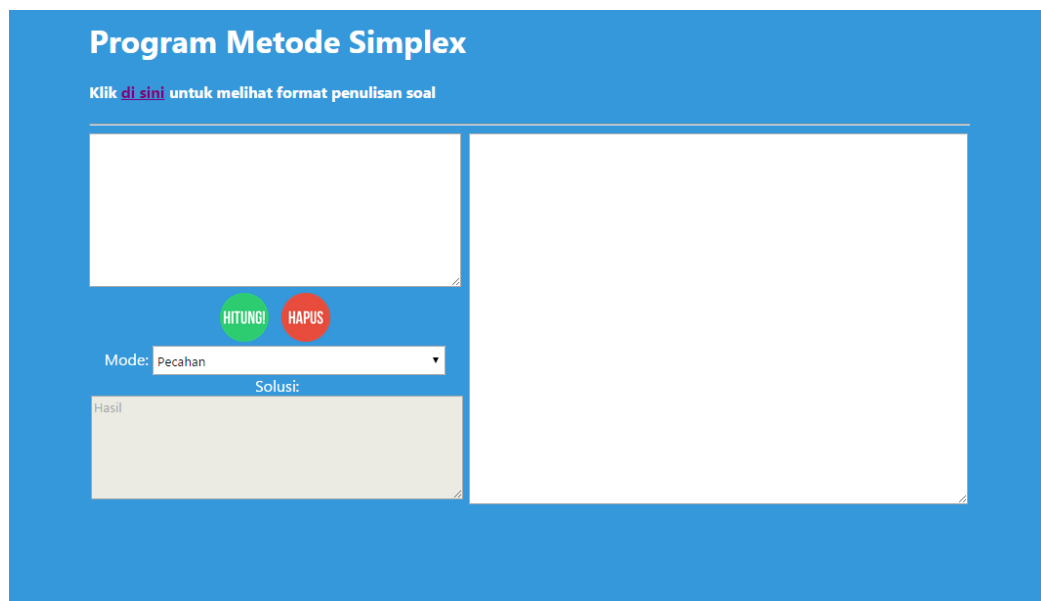 Program Metode Simplex
Klik di sini untuk melihat format penulisan soal
HITUNG!
HAPUS
Mode: Pecahan
Solusi:
Hasil